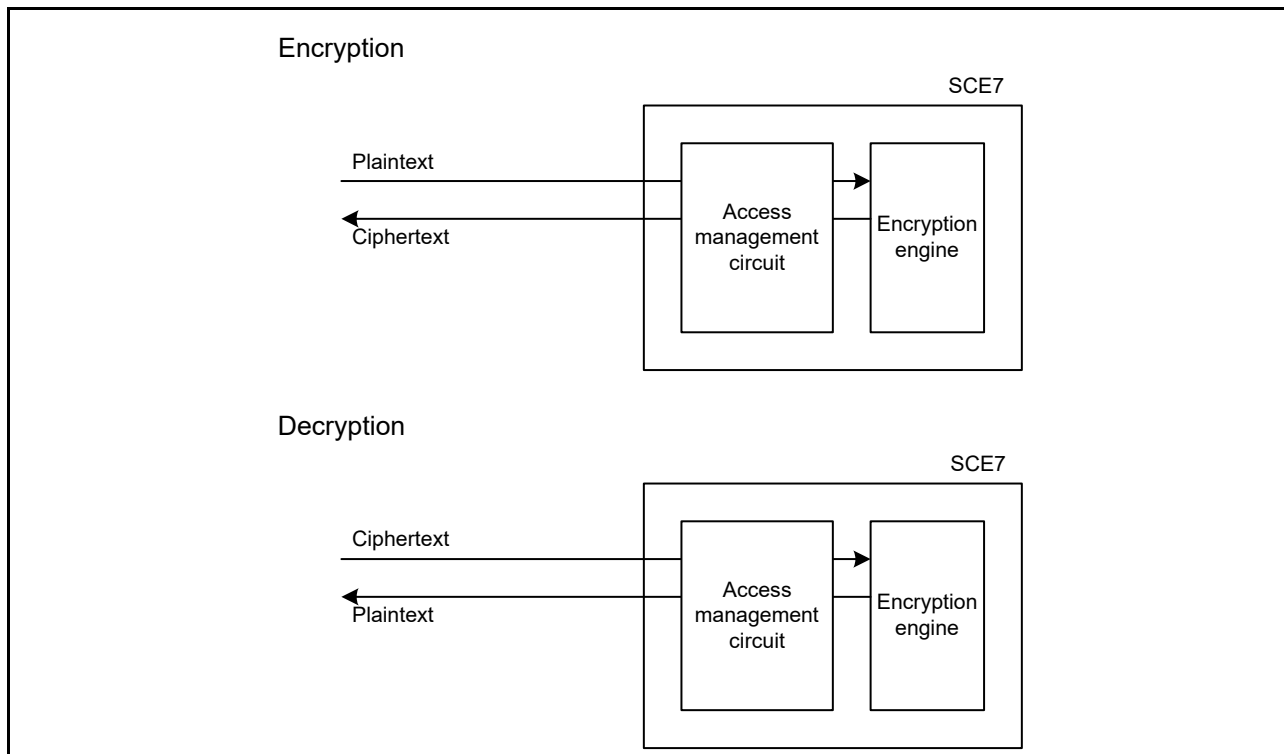 Encryption
SCE7
Plaintext
Ciphertext
Access
management
circuit
Encryption
engine
Decryption
SCE7
Ciphertext
Plaintext
Access
management
circuit
Encryption
engine